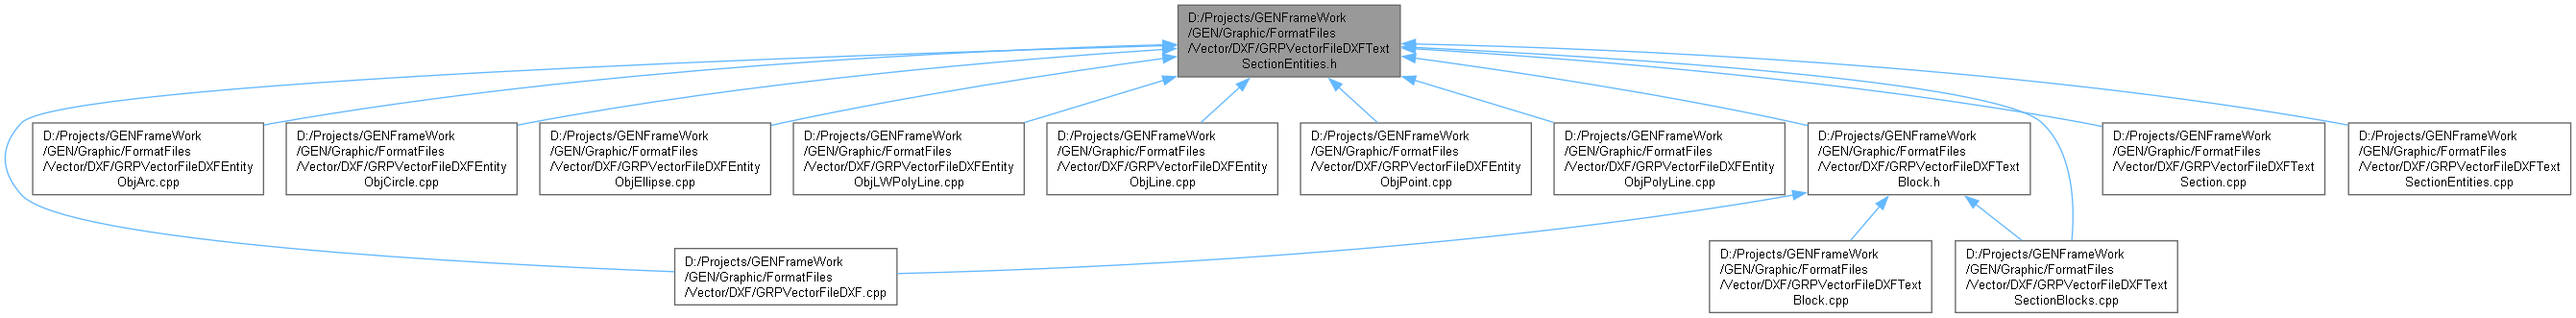 D:/Projects/GENFrameWork
/GEN/Graphic/FormatFiles
/Vector/DXF/GRPVectorFileDXFText
SectionEntities.h
D:/Projects/GENFrameWork
/GEN/Graphic/FormatFiles
/Vector/DXF/GRPVectorFileDXFEntity
ObjArc.cpp
D:/Projects/GENFrameWork
/GEN/Graphic/FormatFiles
/Vector/DXF/GRPVectorFileDXFEntity
ObjCircle.cpp
D:/Projects/GENFrameWork
/GEN/Graphic/FormatFiles
/Vector/DXF/GRPVectorFileDXFEntity
ObjEllipse.cpp
D:/Projects/GENFrameWork
/GEN/Graphic/FormatFiles
/Vector/DXF/GRPVectorFileDXFEntity
ObjLWPolyLine.cpp
D:/Projects/GENFrameWork
/GEN/Graphic/FormatFiles
/Vector/DXF/GRPVectorFileDXFEntity
ObjLine.cpp
D:/Projects/GENFrameWork
/GEN/Graphic/FormatFiles
/Vector/DXF/GRPVectorFileDXFEntity
ObjPoint.cpp
D:/Projects/GENFrameWork
/GEN/Graphic/FormatFiles
/Vector/DXF/GRPVectorFileDXFEntity
ObjPolyLine.cpp
D:/Projects/GENFrameWork
/GEN/Graphic/FormatFiles
/Vector/DXF/GRPVectorFileDXFText
Block.h
D:/Projects/GENFrameWork
/GEN/Graphic/FormatFiles
/Vector/DXF/GRPVectorFileDXFText
Section.cpp
D:/Projects/GENFrameWork
/GEN/Graphic/FormatFiles
/Vector/DXF/GRPVectorFileDXFText
SectionEntities.cpp
D:/Projects/GENFrameWork
/GEN/Graphic/FormatFiles
/Vector/DXF/GRPVectorFileDXF.cpp
D:/Projects/GENFrameWork
/GEN/Graphic/FormatFiles
/Vector/DXF/GRPVectorFileDXFText
Block.cpp
D:/Projects/GENFrameWork
/GEN/Graphic/FormatFiles
/Vector/DXF/GRPVectorFileDXFText
SectionBlocks.cpp